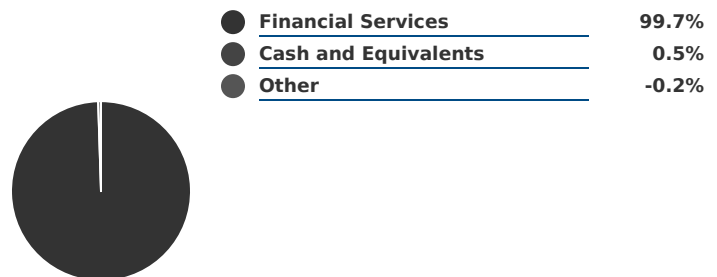 Financial Services 99.7%
Cash and Equivalents 0.5%
Other -0.2%